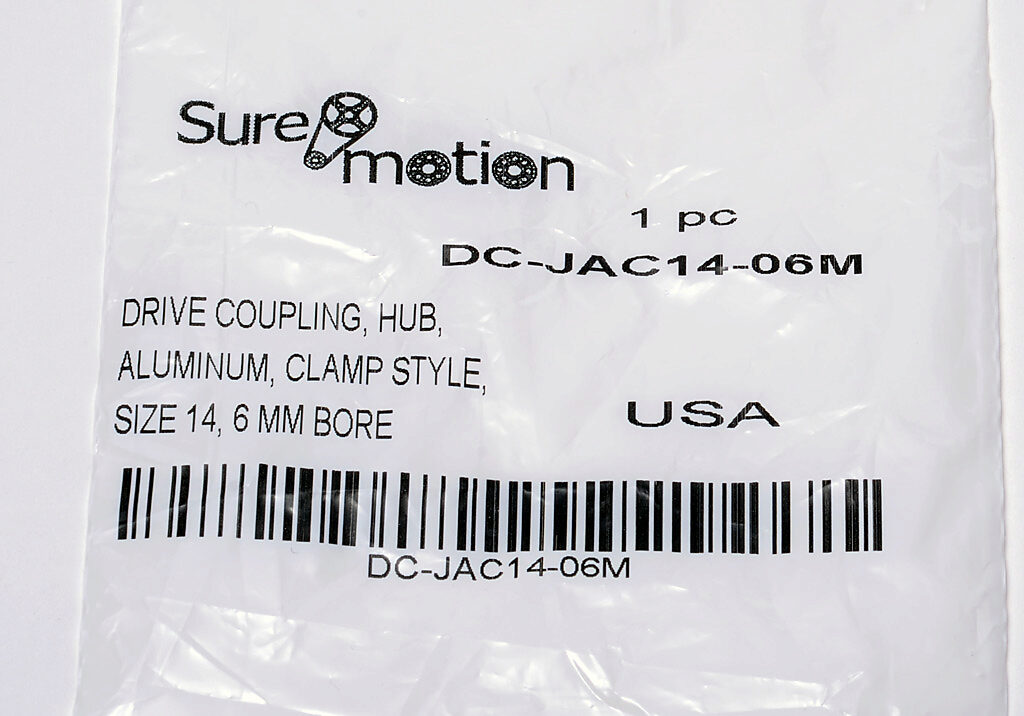 Sure motion
1 pc
DC-JAC14-06M
DRIVE COUPLING, HUB,
ALUMINUM, CLAMP STYLE,
SIZE 14, 6 MM BORE
USA
DC-JAC14-06M